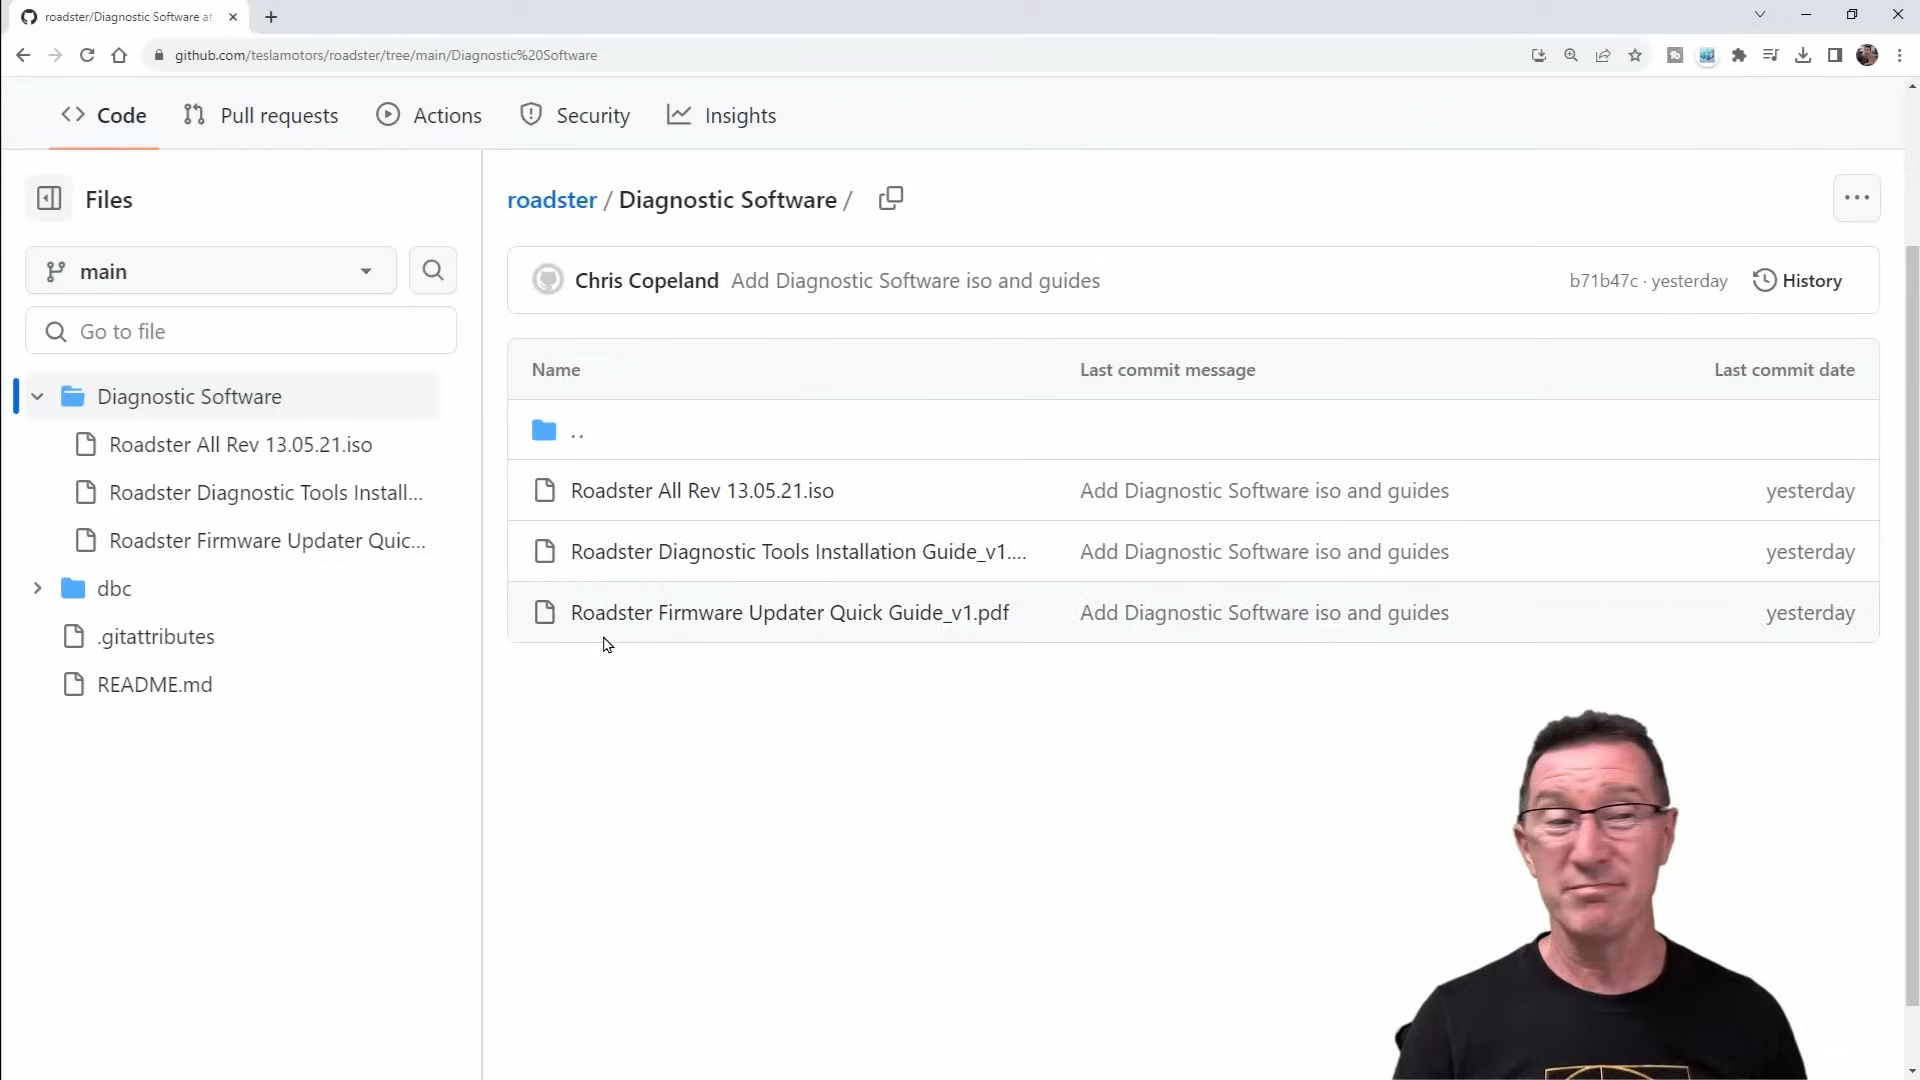 roadster/Diagnostic Software at
github.com/teslamotors/roadster/tree/main/Diagnostic%20Software
Code
Pull requests
Actions
Security
Insights
Files
main
Go to file
Diagnostic Software
Roadster All Rev 13.05.21.iso
Roadster Diagnostic Tools Install...
Roadster Firmware Updater Quic...
dbc
.gitattributes
README.md
roadster / Diagnostic Software /
Chris Copeland Add Diagnostic Software iso and guides b71b47c · yesterday History
Name Last commit message Last commit date
..
Roadster All Rev 13.05.21.iso Add Diagnostic Software iso and guides yesterday
Roadster Diagnostic Tools Installation Guide_v1.... Add Diagnostic Software iso and guides yesterday
Roadster Firmware Updater Quick Guide_v1.pdf Add Diagnostic Software iso and guides yesterday